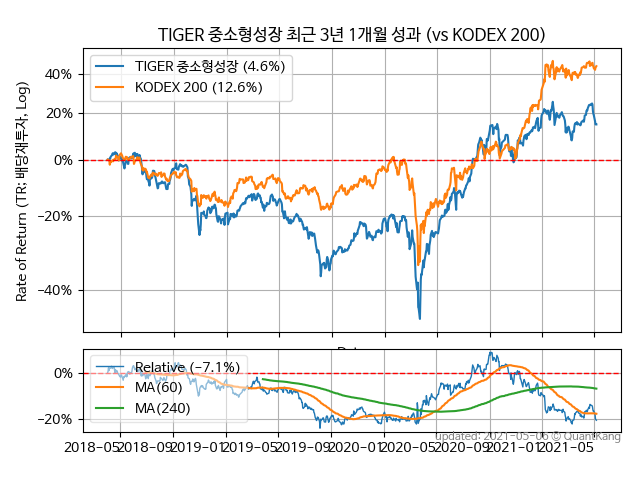 TIGER 중소형성장 최근 3년 1개월 성과 (vs KODEX 200)
Rate of Return (TR: 배당재투자, Log)
TIGER 중소형성장 (4.6%)
KODEX 200 (12.6%)
40%
20%
0%
−20%
−40%
Relative (−7.1%)
MA(60)
MA(240)
0%
−20%
2018-05
2018-09
2019-01
2019-05
2019-09
2020-01
2020-05
2020-09
2021-01
2021-05
updated: 2021-05-06 © QuantKang